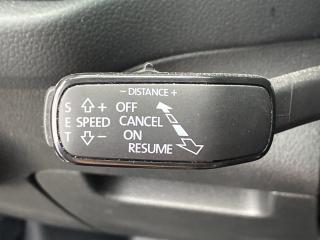 - DISTANCE +
S + OFF
E SPEED CANCEL
T - ON
RESUME